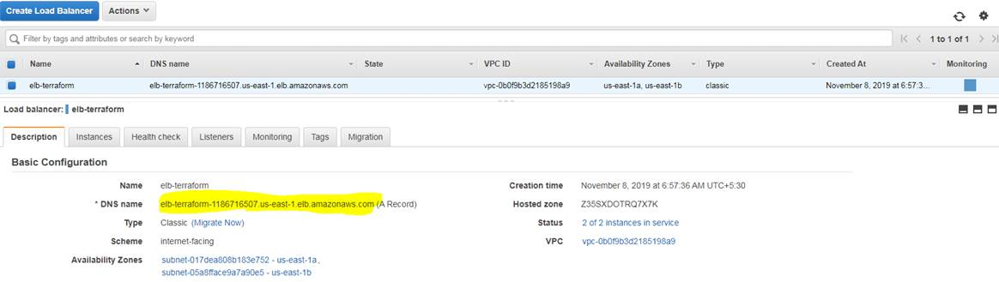 Create Load Balancer Actions
Filter by tags and attributes or search by keyword 1 to 1 of 1
Name DNS name State VPC ID Availability Zones Type Created At Monitoring
elb-terraform elb-terraform-1186716507.us-east-1.elb.amazonaws.com vpc-0b0f9b3d2185198a9 us-east-1a, us-east-1b classic November 8, 2019 at 6:57:3...
Load balancer: elb-terraform
Description Instances Health check Listeners Monitoring Tags Migration
Basic Configuration
Name elb-terraform Creation time November 8, 2019 at 6:57:36 AM UTC+5:30
* DNS name elb-terraform-1186716507.us-east-1.elb.amazonaws.com (A Record) Hosted zone Z35SXDOTRQ7X7K
Type Classic (Migrate Now) Status 2 of 2 instances in service
Scheme internet-facing VPC vpc-0b0f9b3d2185198a9
Availability Zones subnet-017dea808b183e752 - us-east-1a,
subnet-05a8fface9a7a90e5 - us-east-1b